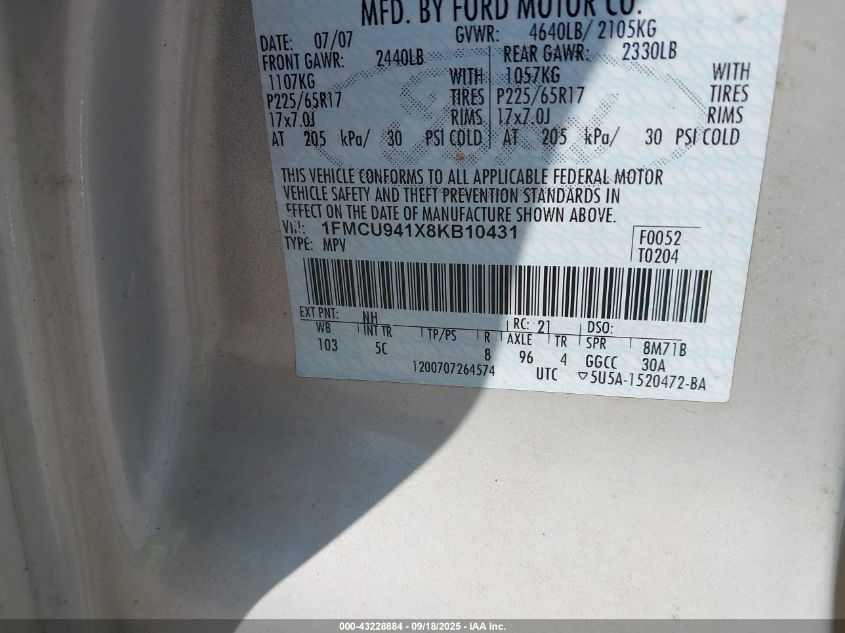 MFD. BY FORD MOTOR CO.
DATE: 07/07 GVWR: 4640LB/ 2105KG
FRONT GAWR: 2440LB REAR GAWR: 2330LB
1107KG WITH 1057KG WITH
P225/65R17 TIRES P225/65R17 TIRES
17x7.0J RIMS 17x7.0J RIMS
AT 205 kPa/ 30 PSI COLD AT 205 kPa/ 30 PSI COLD
THIS VEHICLE CONFORMS TO ALL APPLICABLE FEDERAL MOTOR
VEHICLE SAFETY AND THEFT PREVENTION STANDARDS IN
EFFECT ON THE DATE OF MANUFACTURE SHOWN ABOVE.
VIN: 1FMCU941X8KB10431 F0052
TYPE: MPV T0204
EXT PNT: NH RC: 21 DSO:
WB INT TR TP/PS R AXLE TR SPR 8M71B
103 5C 8 96 4 GGCC 30A
1200707264574 UTC ▽5U5A-1520472-BA
000-43228884 - 09/18/2025 - IAA Inc.